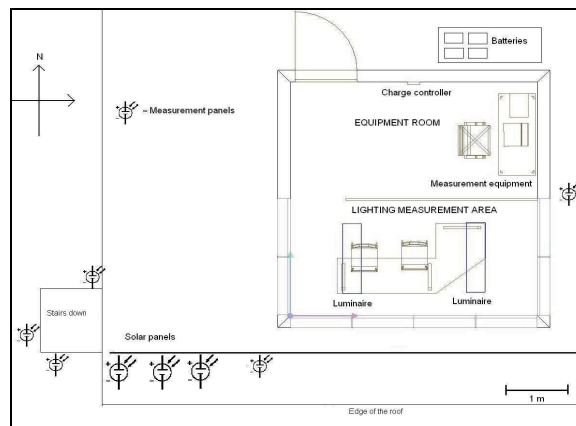 N
Batteries
Charge controller
– Measurement panels
EQUIPMENT ROOM
Measurement equipment
LIGHTING MEASUREMENT AREA
Luminaire
Luminaire
Stairs down
Solar panels
1 m
Edge of the roof